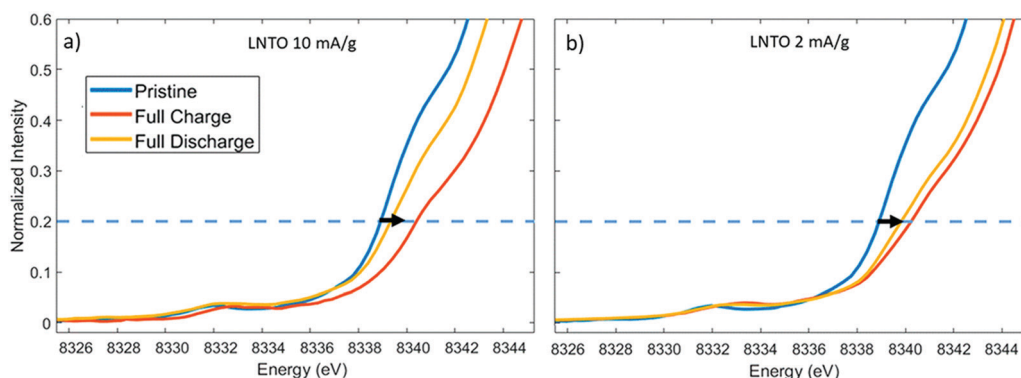 a)
LNTO 10 mA/g
Pristine
Full Charge
Full Discharge
Normalized Intensity
0.6
0.5
0.4
0.3
0.2
0.1
0
8326 8328 8330 8332 8334 8336 8338 8340 8342 8344
Energy (eV)
b)
LNTO 2 mA/g
8326 8328 8330 8332 8334 8336 8338 8340 8342 8344
Energy (eV)